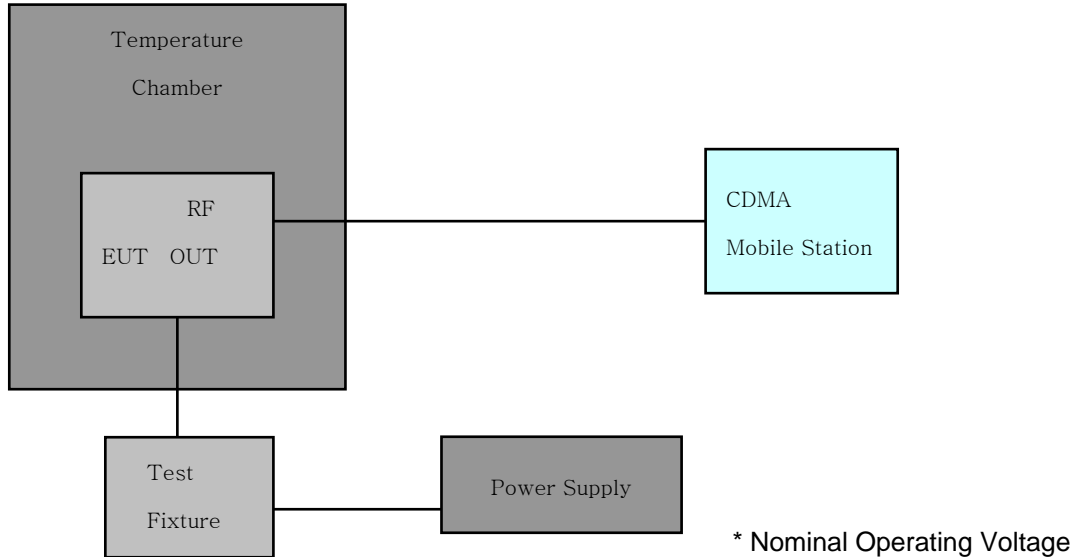 Temperature
Chamber
RF
EUT OUT
CDMA
Mobile Station
Test
Fixture
Power Supply
* Nominal Operating Voltage